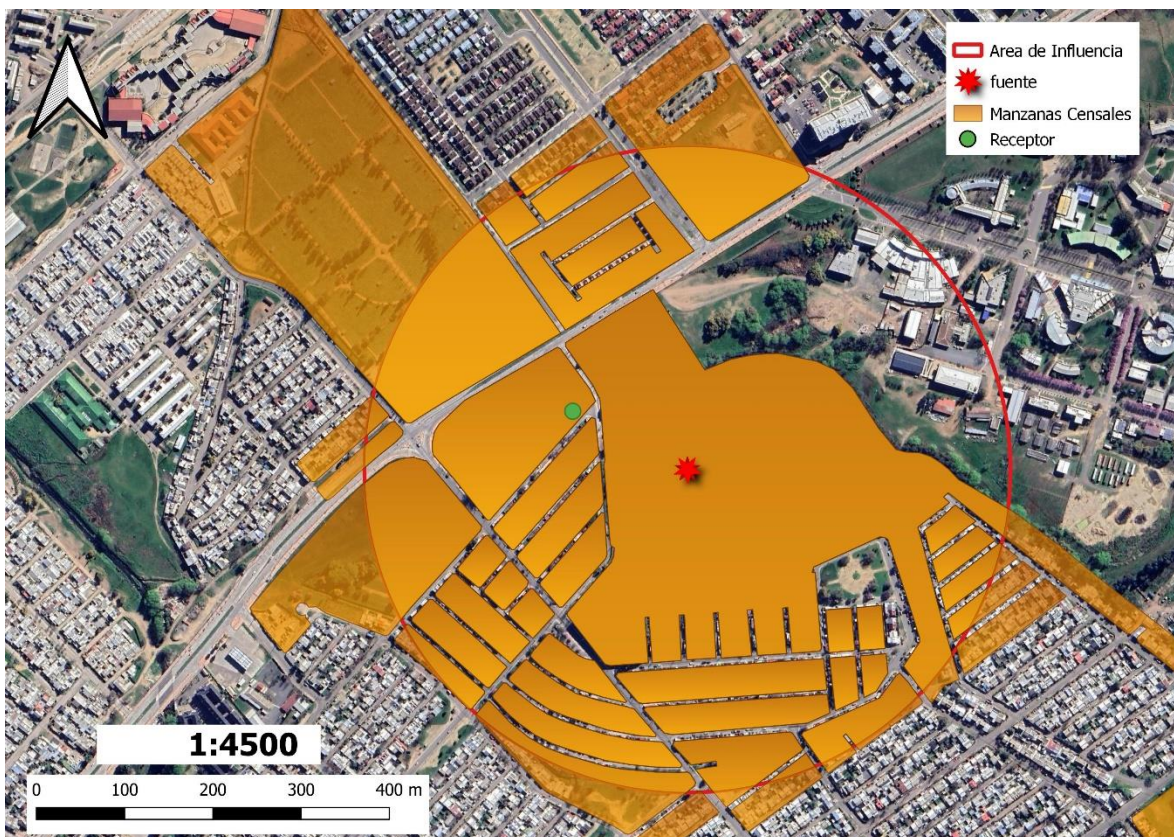 Area de Influencia
fuente
Manzanas Censales
Receptor
1:4500
0 100 200 300 400 m